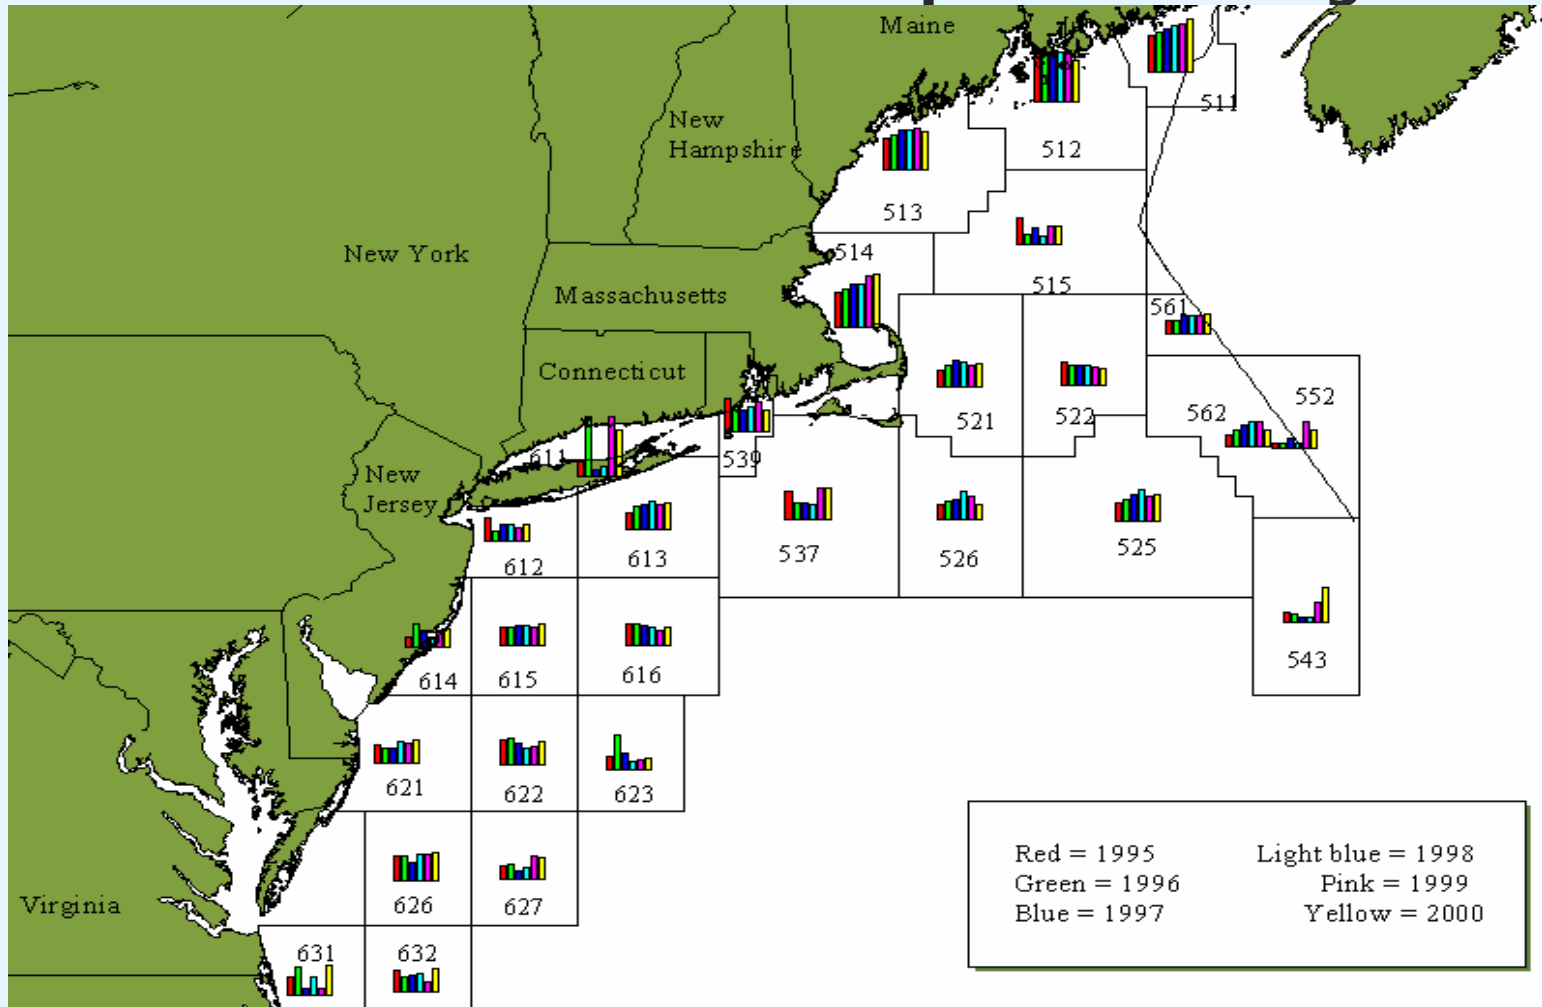 Maine
511
New
Hampshire
512
513
New York
514
515
Massachusetts
561
Connecticut
552
562
521
522
611
539
New
Jersey
537
526
525
612
613
543
614
615
616
621
622
623
Red = 1995 Light blue = 1998
Green = 1996 Pink = 1999
Blue = 1997 Yellow = 2000
Virginia
626
627
631
632